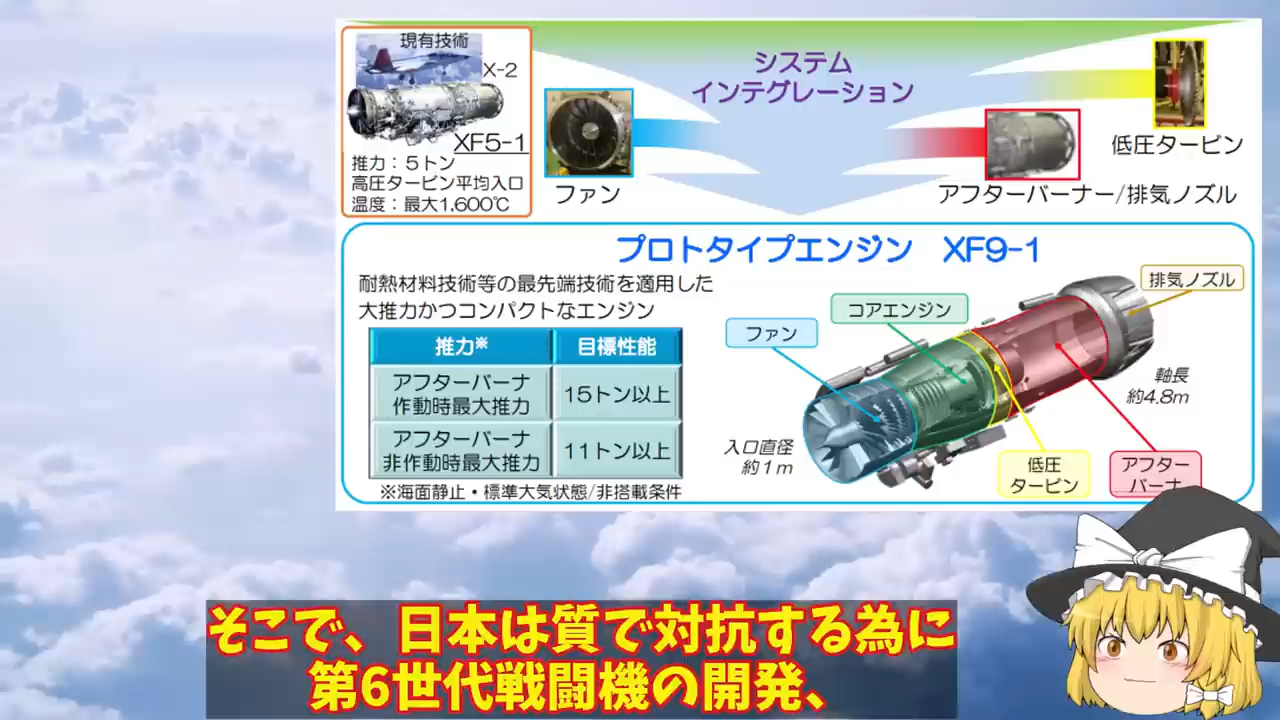 現有技術
X-2
XF5-1
推力：５トン
高圧タービン平均入口
温度：最大1,600℃
ファン
システム
インテグレーション
低圧タービン
アフターバーナー/排気ノズル
プロトタイプエンジン　XF9-1
耐熱材料技術等の最先端技術を適用した
大推力かつコンパクトなエンジン
推力※
目標性能
アフターバーナ
作動時最大推力
15トン以上
アフターバーナ
非作動時最大推力
11トン以上
※海面静止・標準大気状態/非搭載条件
ファン
コアエンジン
排気ノズル
軸長
約4.8m
入口直径
約１ｍ
低圧
タービン
アフター
バーナ
そこで、日本は質で対抗する為に
第6世代戦闘機の開発、